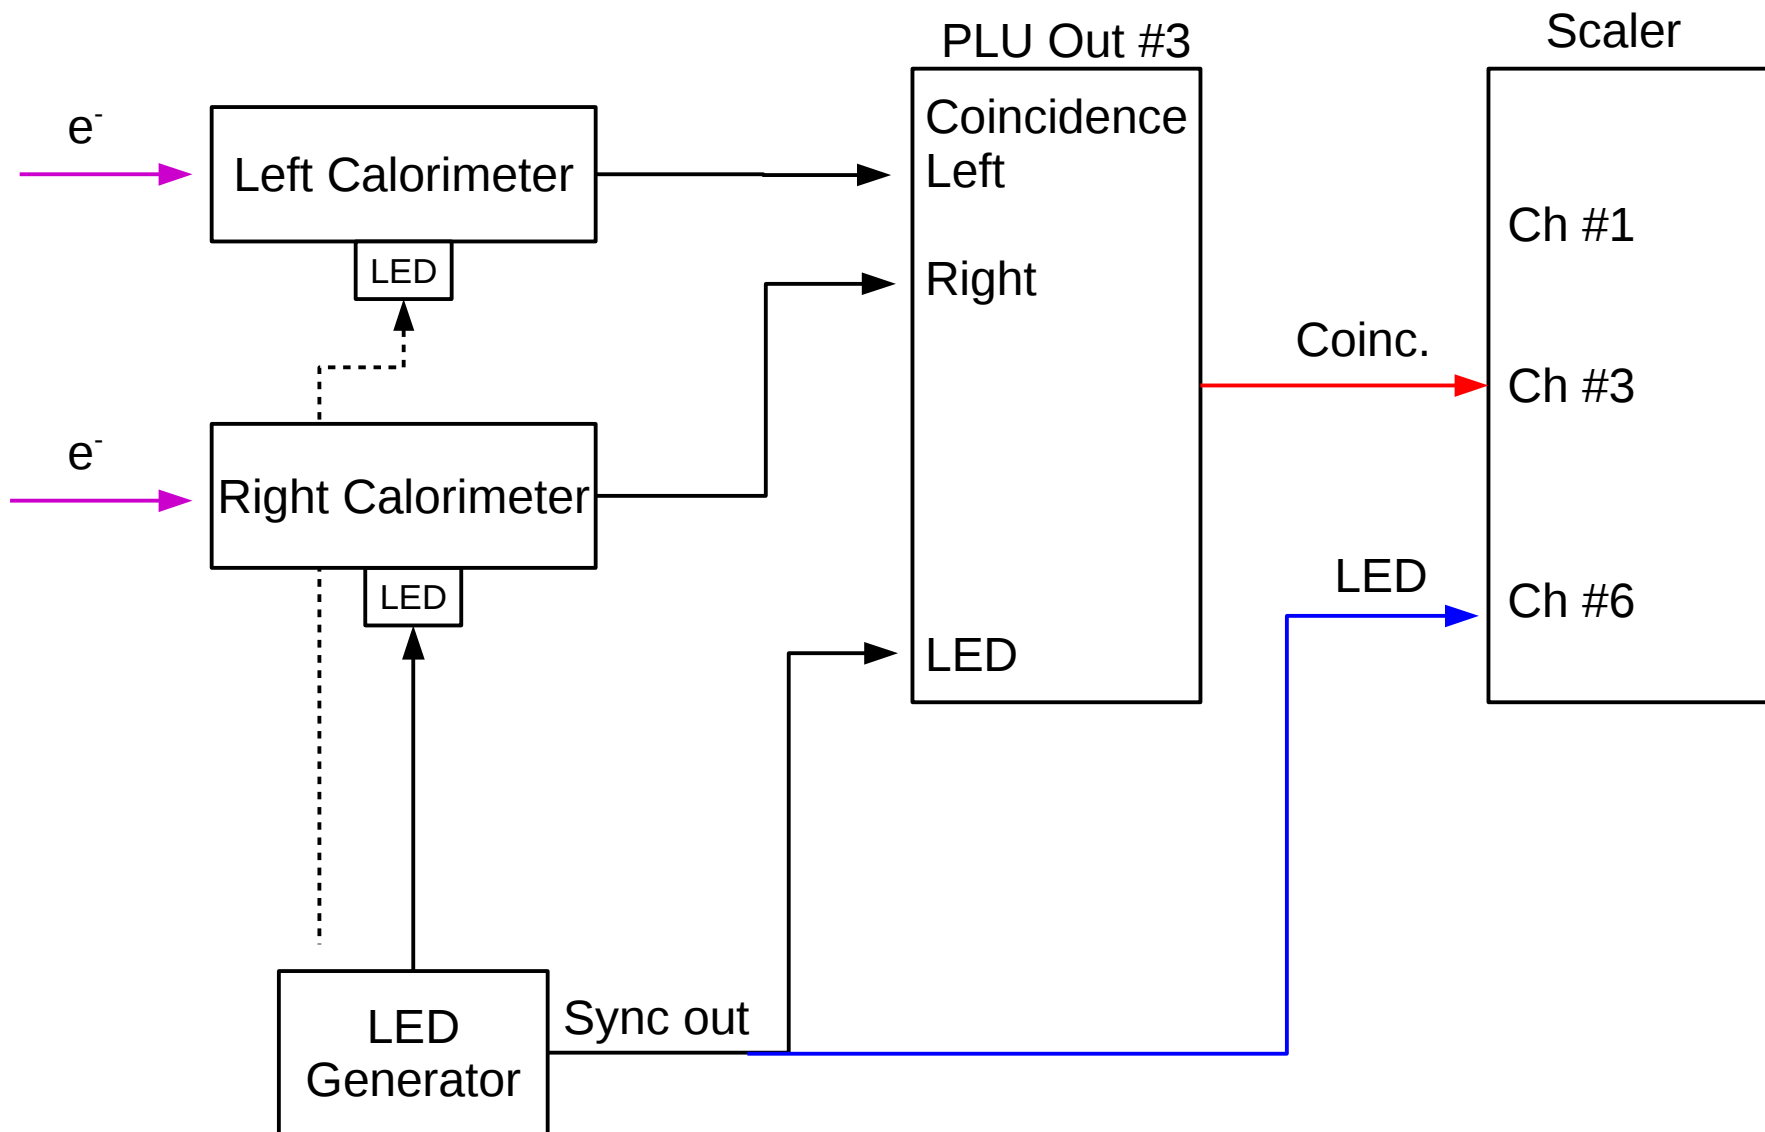 PLU Out #3
Scaler
e-
Left Calorimeter
LED
Coincidence
Left
Right
Ch #1
Coinc.
Ch #3
e-
Right Calorimeter
LED
LED
LED
Ch #6
Sync out
LED
Generator